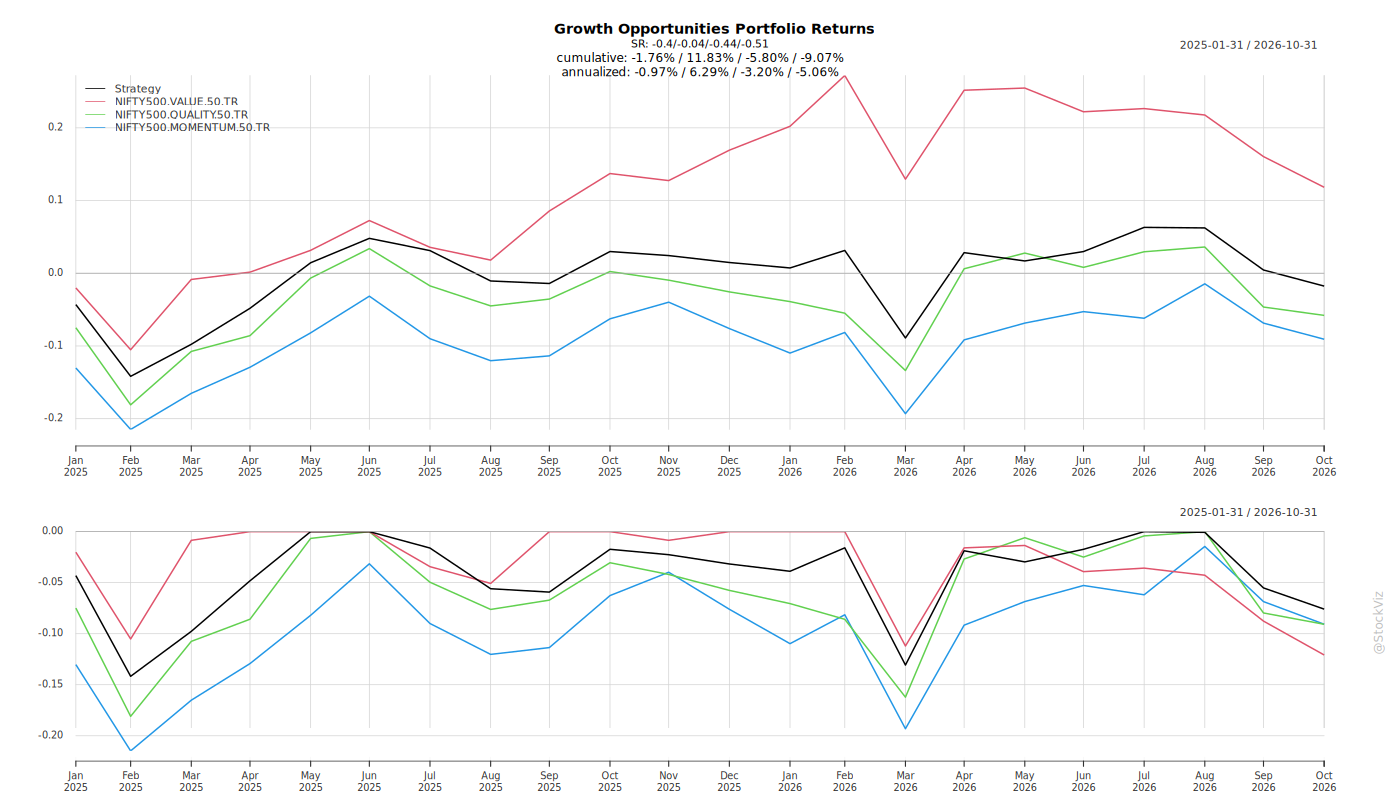 Growth Opportunities Portfolio Returns
SR: -0.4/-0.04/-0.44/-0.51
cumulative: -1.76% / 11.83% / -5.80% / -9.07%
annualized: -0.97% / 6.29% / -3.20% / -5.06%
2025-01-31 / 2026-10-31
Strategy
NIFTY500.VALUE.50.TR
NIFTY500.QUALITY.50.TR
NIFTY500.MOMENTUM.50.TR
0.2
0.1
0.0
-0.1
-0.2
Jan Feb Mar Apr May Jun Jul Aug Sep Oct Nov Dec Jan Feb Mar Apr May Jun Jul Aug Sep Oct
2025 2025 2025 2025 2025 2025 2025 2025 2025 2025 2025 2025 2026 2026 2026 2026 2026 2026 2026 2026 2026 2026
2025-01-31 / 2026-10-31
0.00
-0.05
-0.10
-0.15
-0.20
Jan Feb Mar Apr May Jun Jul Aug Sep Oct Nov Dec Jan Feb Mar Apr May Jun Jul Aug Sep Oct
2025 2025 2025 2025 2025 2025 2025 2025 2025 2025 2025 2025 2026 2026 2026 2026 2026 2026 2026 2026 2026 2026
@StockViz